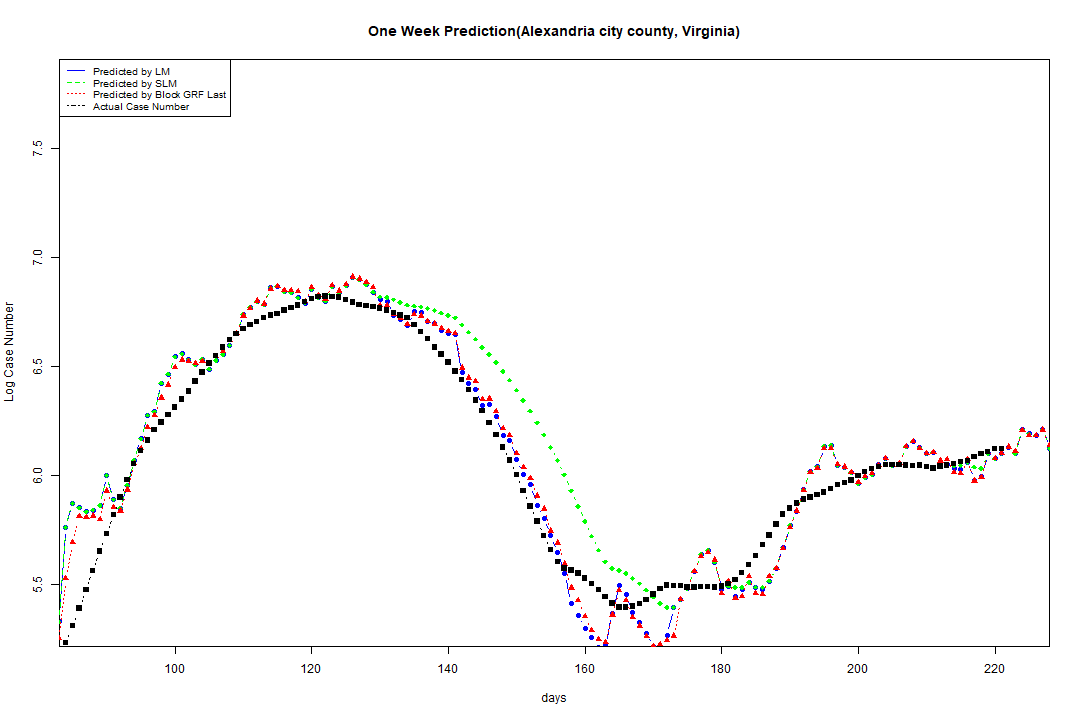 One Week Prediction(Alexandria city county, Virginia)
Predicted by LM
Predicted by SLM
Predicted by Block GRF Last
Actual Case Number
7.5
7.0
6.5
6.0
5.5
Log Case Number
100 120 140 160 180 200 220
days